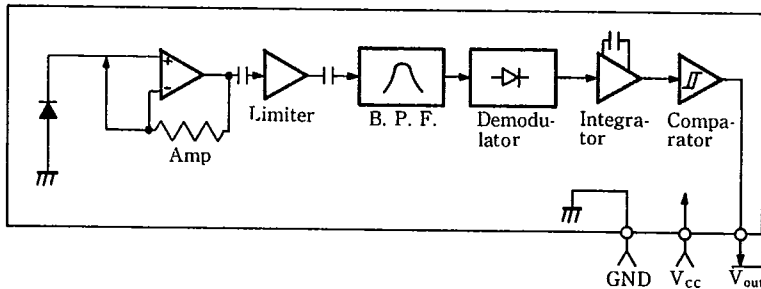 +
-
Amp
Limiter
B. P. F.
Demodu-
lator
Integra-
tor
Compa-
rator
GND
Vcc
Vout